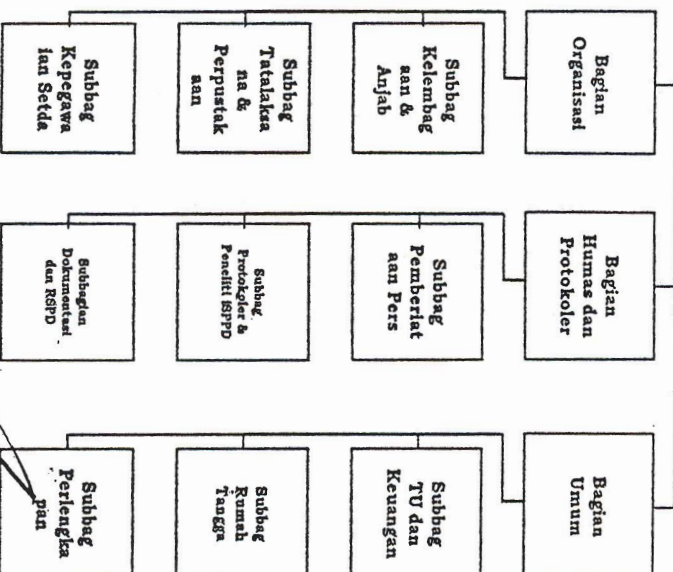 Bagian
Organisasi
Bagian
Humas dan
Protokoler
Bagian
Umum
Subbag
Kelembag
aan &
Anjab
Subbag
Pemberiat
aan Pers
Subbag
TU dan
Keuangan
Subbag
Tatalaksa
na &
Perpustak
aan
Subbag
Protokoler &
Peneliti ISPPD
Subbag
Rumah
Tangga
Subbag
Kepegawa
ian Setda
Subbagian
Dokumentasi
dan RSPD
Subbag
Perlengka
pan